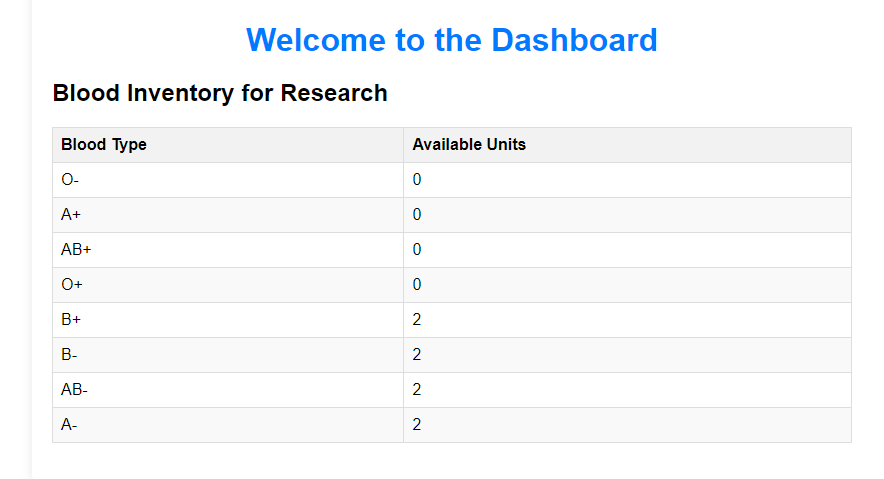 Welcome to the Dashboard
Blood Inventory for Research
Blood Type Available Units
O- 0
A+ 0
AB+ 0
O+ 0
B+ 2
B- 2
AB- 2
A- 2